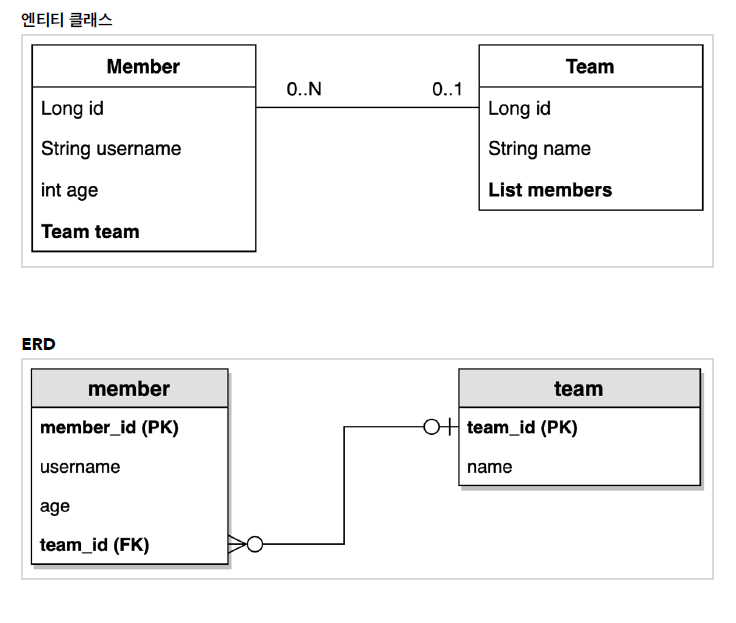 엔티티 클래스
Member
Long id
String username
int age
Team team
0..N
0..1
Team
Long id
String name
List members
ERD
member
member_id (PK)
username
age
team_id (FK)
team
team_id (PK)
name